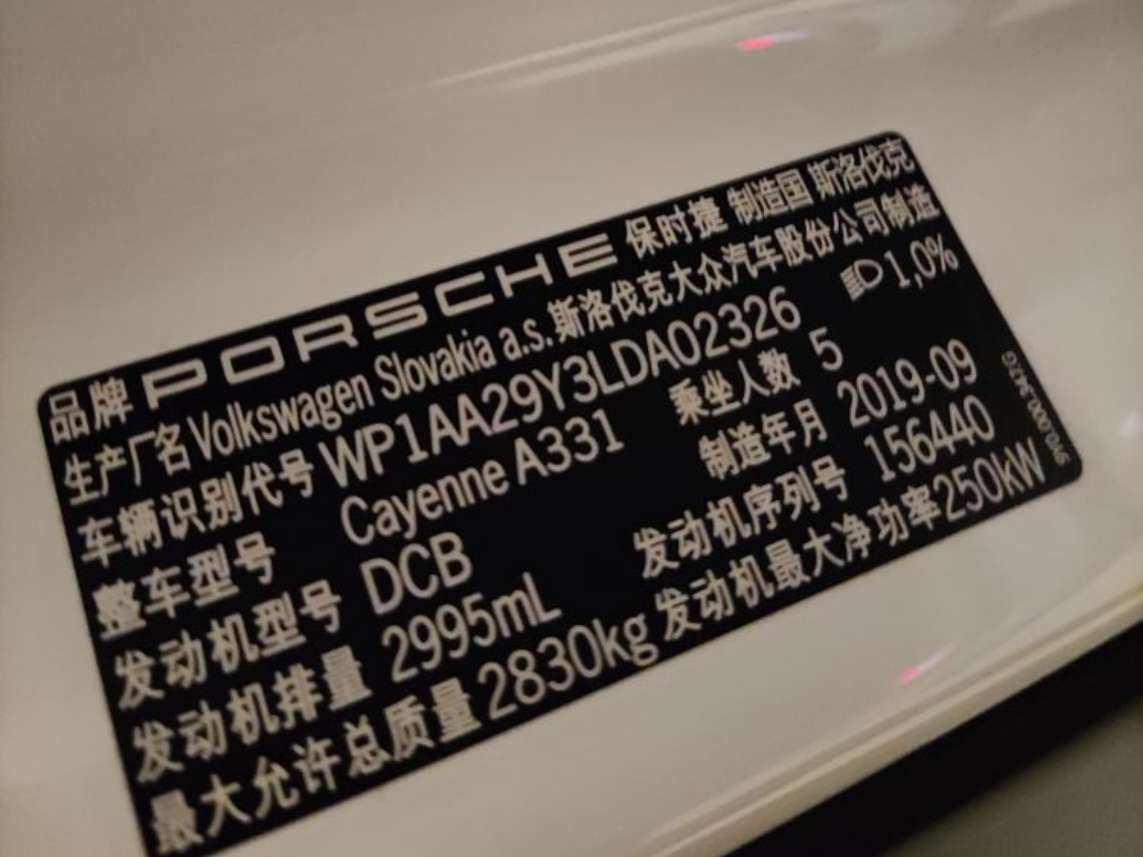 品牌 PORSCHE 保时捷 制造国 斯洛伐克
生产厂名 Volkswagen Slovakia a.s. 斯洛伐克大众汽车股份公司制造
车辆识别代号 WP1AA29Y3LDA02326 1,0%
整车型号 Cayenne A331 乘坐人数 5
发动机型号 DCB 制造年月 2019-09
发动机排量 2995mL 发动机序列号 156440
最大允许总质量 2830kg 发动机最大净功率 250kW